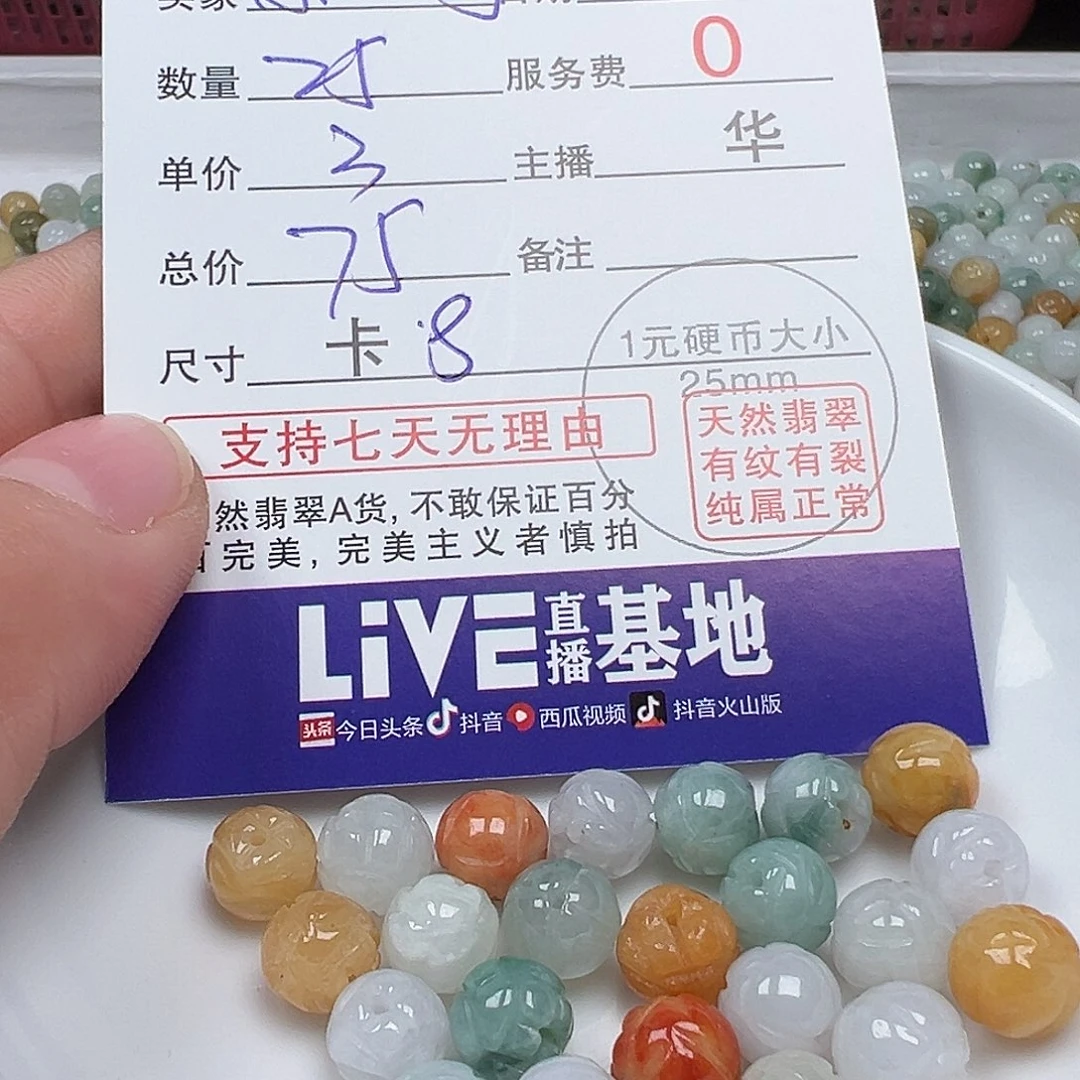 数量 25 服务费 0
单价 3 主播 华
总价 75 备注
尺寸 卡 8
1元硬币大小
25mm
支持七天无理由
天然翡翠
有纹有裂
纯属正常
然翡翠A货,不敢保证百分
完美,完美主义者慎拍
LiVE直播基地
头条 今日头条 抖音 西瓜视频 抖音火山版